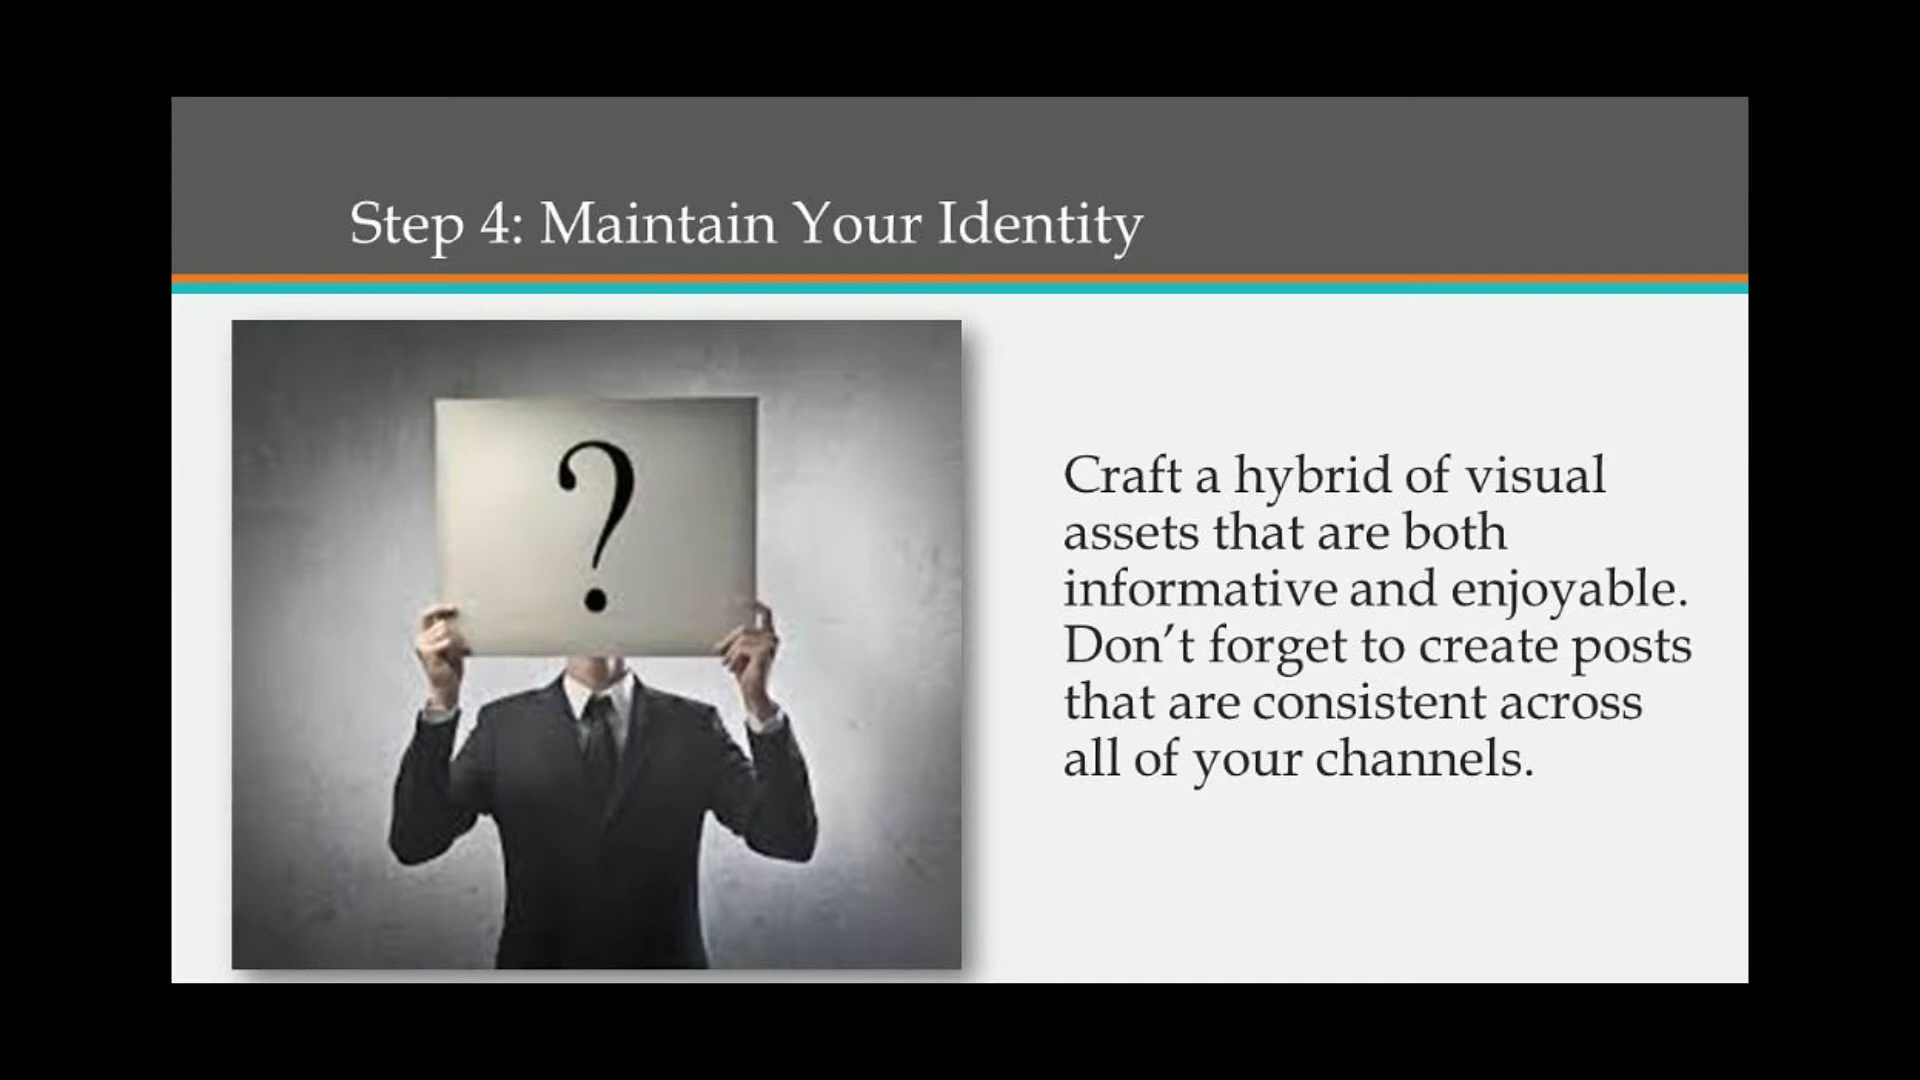 Step 4: Maintain Your Identity
?
Craft a hybrid of visual
assets that are both
informative and enjoyable.
Don’t forget to create posts
that are consistent across
all of your channels.